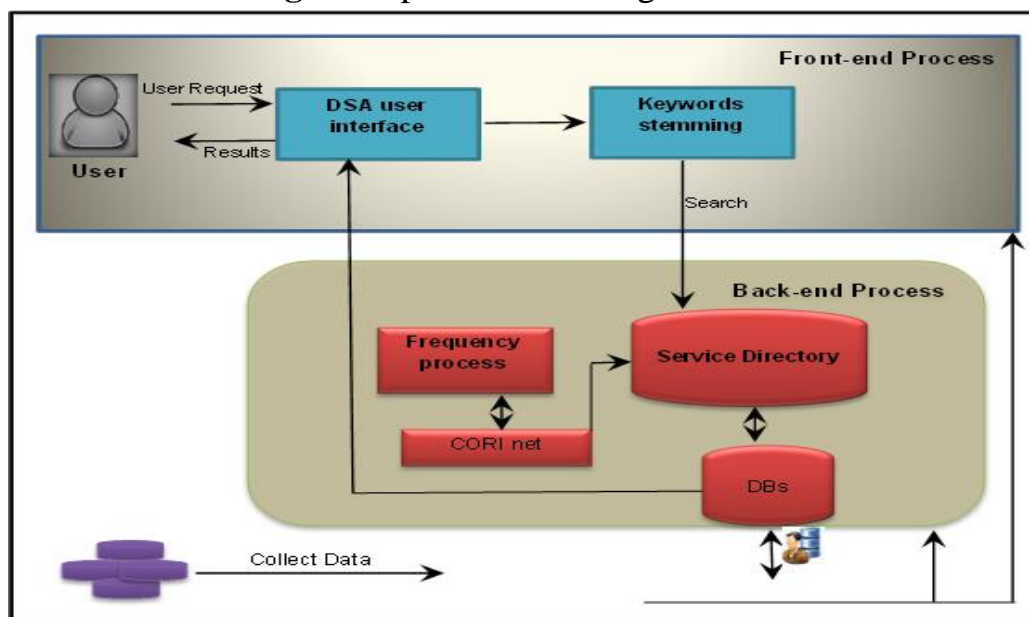 Front-end Process
User Request
DSA user
interface
Keywords
stemming
Results
User
Search
Back-end Process
Frequency
process
Service Directory
CORI net
DBs
Collect Data